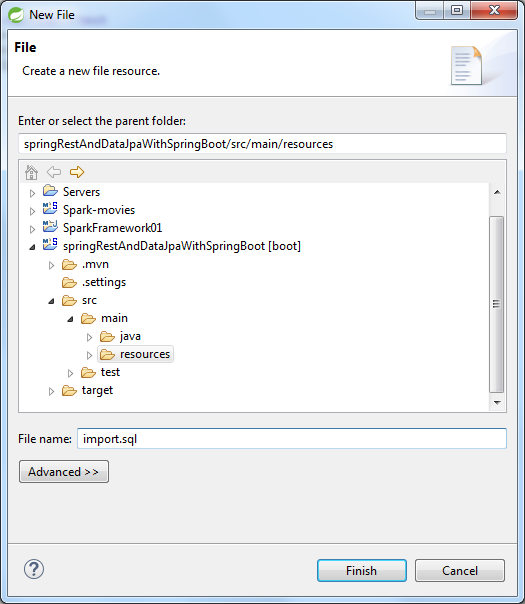 New File
File
Create a new file resource.
Enter or select the parent folder:
springRestAndDataJpaWithSpringBoot/src/main/resources
Servers
Spark-movies
SparkFramework01
springRestAndDataJpaWithSpringBoot [boot]
.mvn
.settings
src
main
java
resources
test
target
File name: import.sql
Advanced >>
Finish Cancel